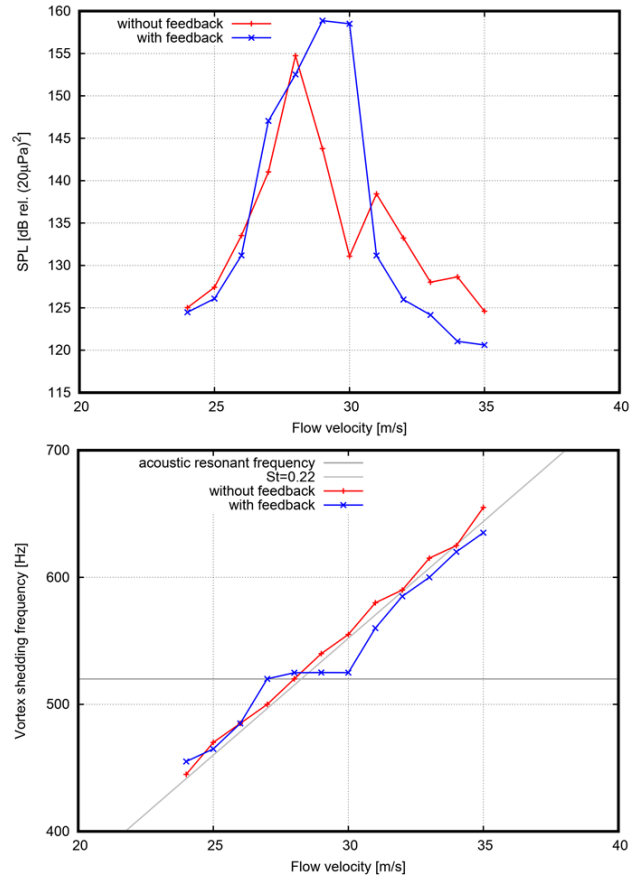 160
155
150
145
140
135
130
125
120
115
SPL [dB rel. (20μPa)²]
without feedback
with feedback
20 25 30 35 40
Flow velocity [m/s]
700
600
500
400
Vortex shedding frequency [Hz]
acoustic resonant frequency
St=0.22
without feedback
with feedback
20 25 30 35 40
Flow velocity [m/s]